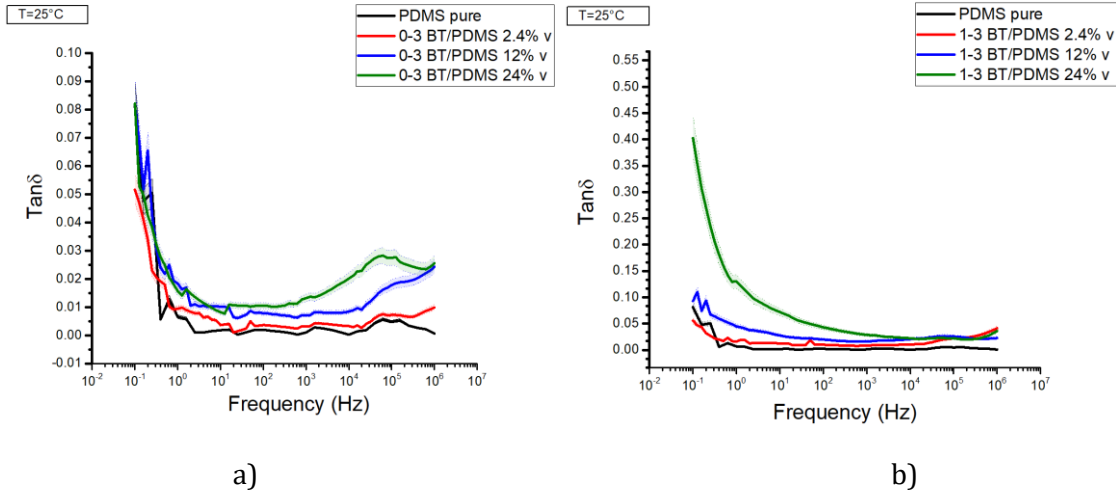 T=25°C
PDMS pure
0-3 BT/PDMS 2.4% v
0-3 BT/PDMS 12% v
0-3 BT/PDMS 24% v
0.10
0.09
0.08
0.07
0.06
0.05
0.04
0.03
0.02
0.01
0.00
-0.01
Tanδ
10-2 10-1 100 101 102 103 104 105 106 107
Frequency (Hz)
a)
T=25°C
PDMS pure
1-3 BT/PDMS 2.4% v
1-3 BT/PDMS 12% v
1-3 BT/PDMS 24% v
0.55
0.50
0.45
0.40
0.35
0.30
0.25
0.20
0.15
0.10
0.05
0.00
Tanδ
10-2 10-1 100 101 102 103 104 105 106 107
Frequency (Hz)
b)